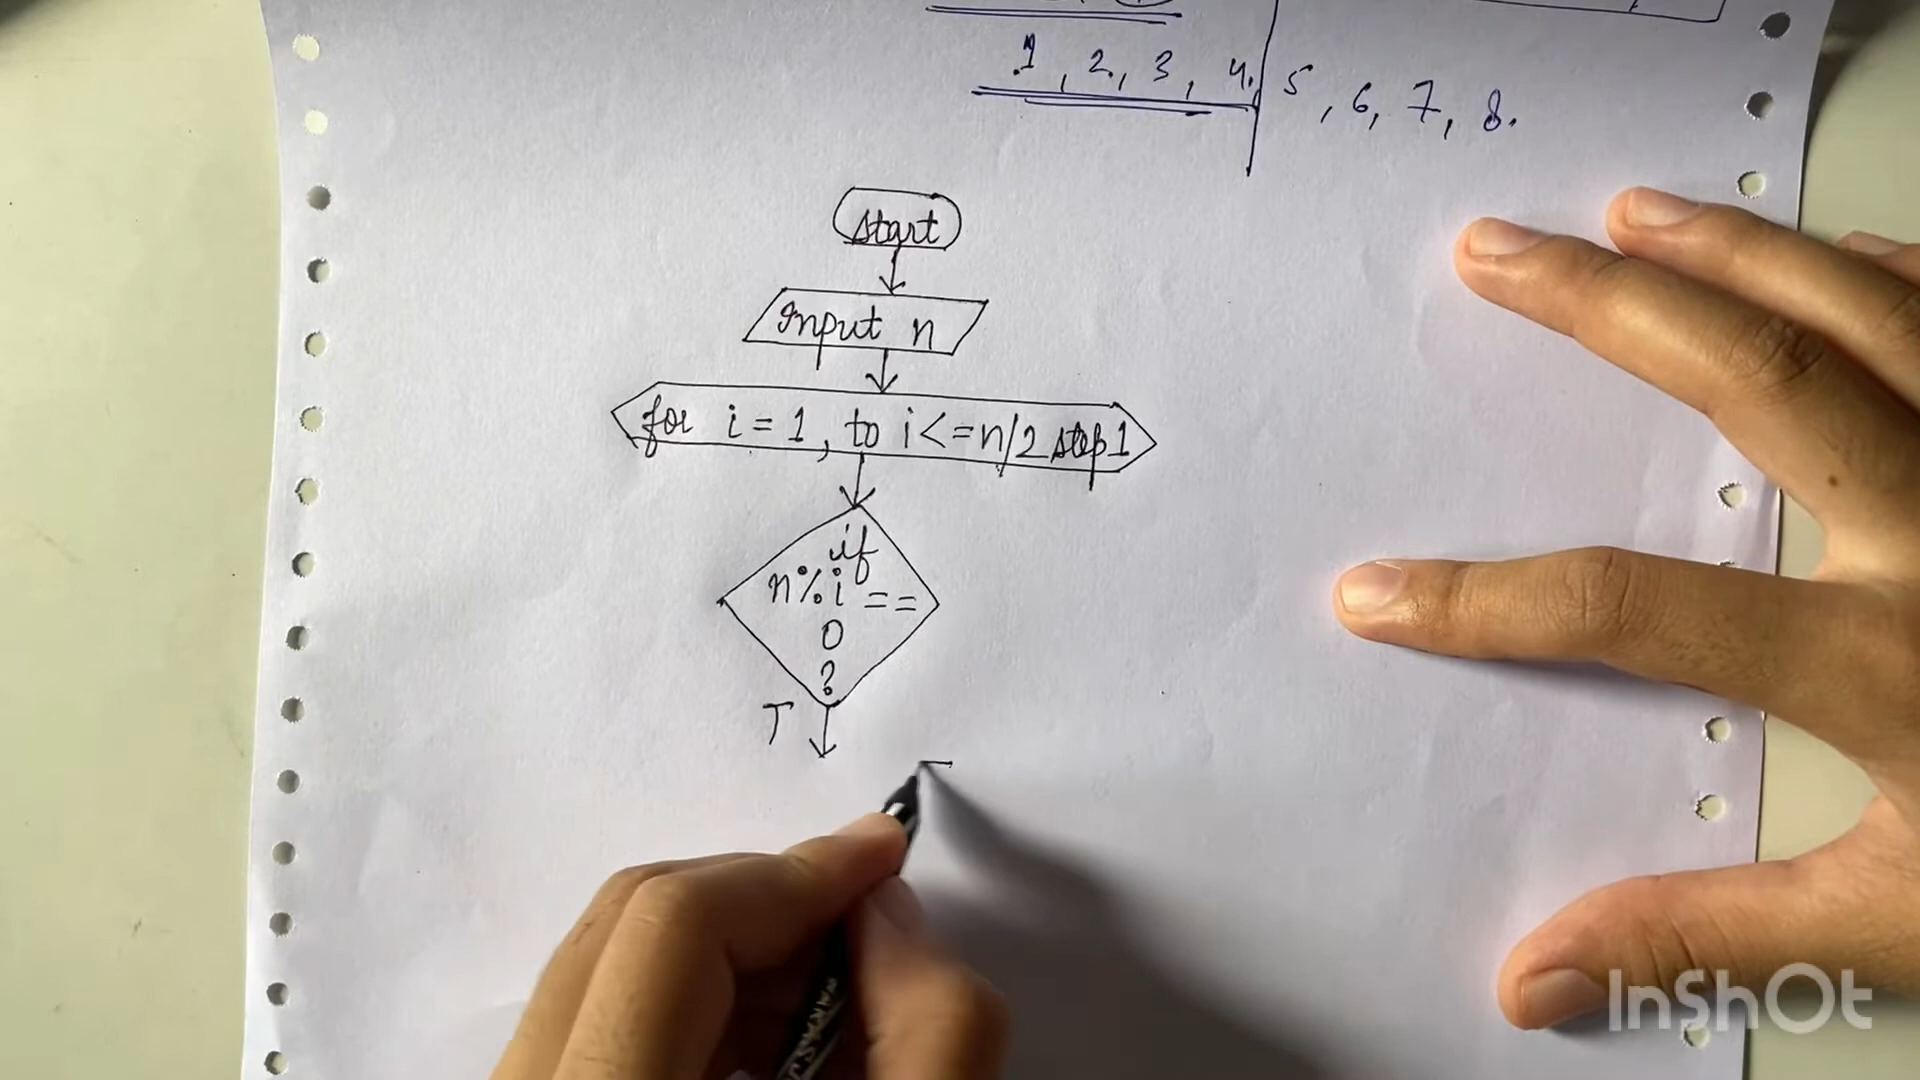 1, 2, 3, 4. 5, 6, 7, 8.
start
Input n
for i = 1, to i <= n/2 step 1
if
n % i ==
0
?
T
InShOt